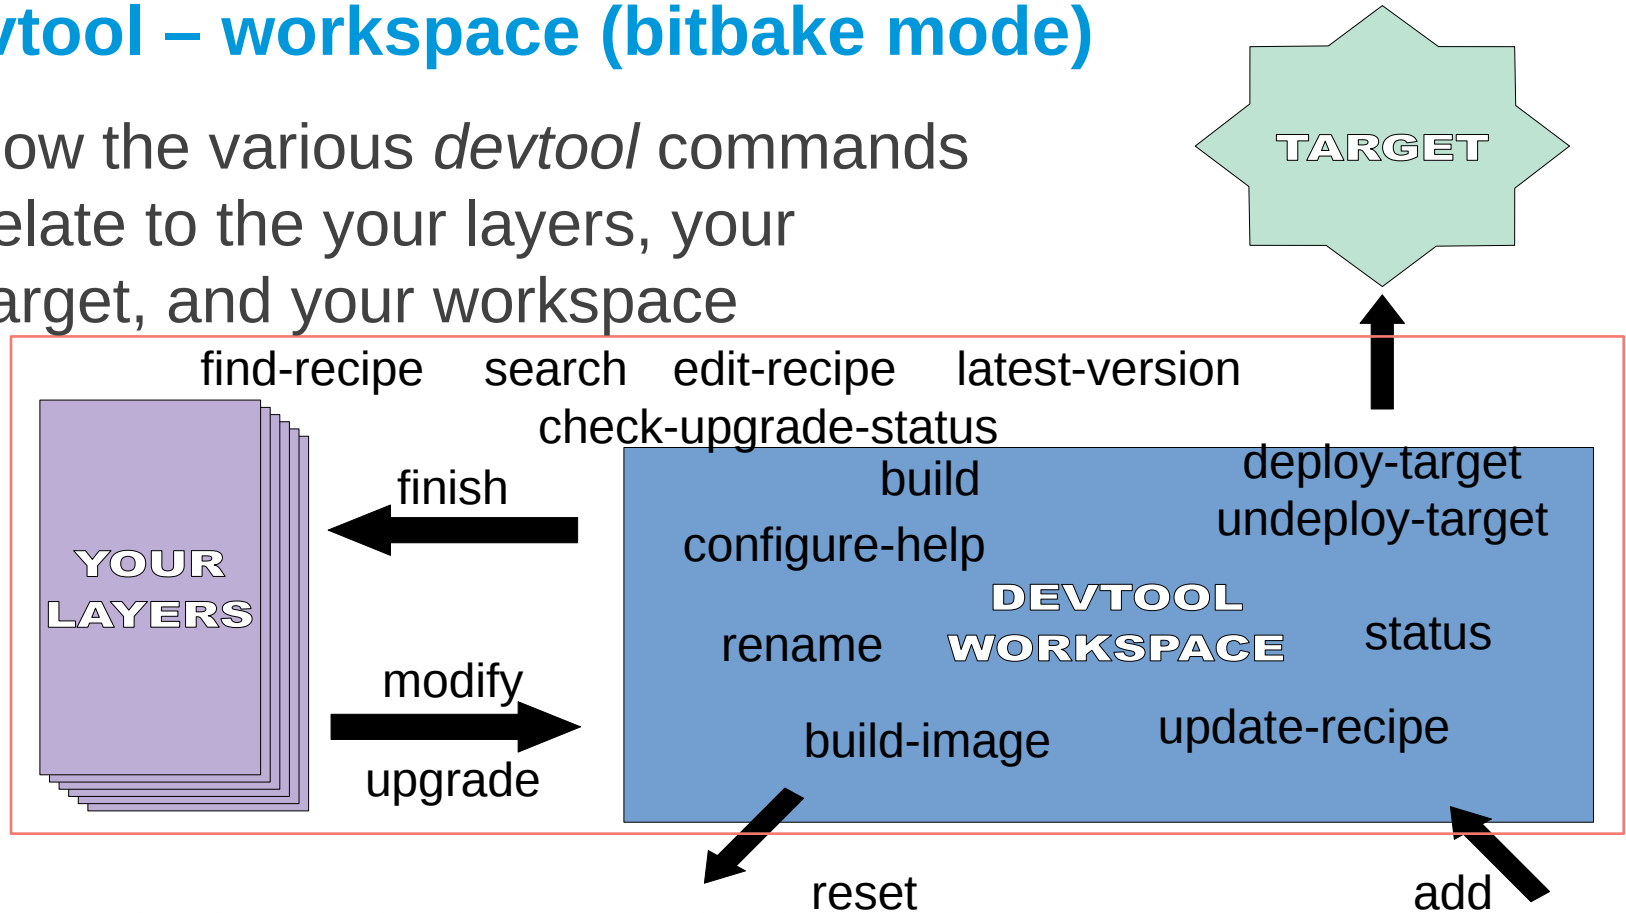 vtool – workspace (bitbake mode)
ow the various devtool commands
elate to the your layers, your
arget, and your workspace
TARGET
find-recipe search edit-recipe latest-version
check-upgrade-status
finish
build
deploy-target
undeploy-target
configure-help
YOUR
LAYERS
DEVTOOL
WORKSPACE
rename
status
modify
upgrade
build-image
update-recipe
reset
add